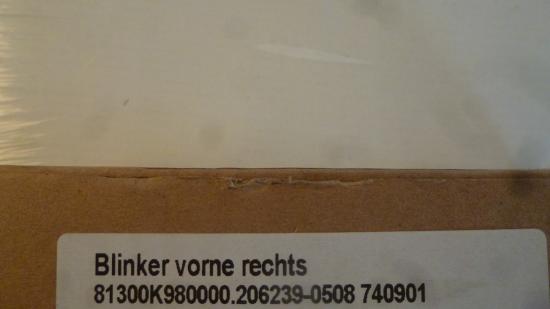 Blinker vorne rechts
81300K980000.206239-0508 740901